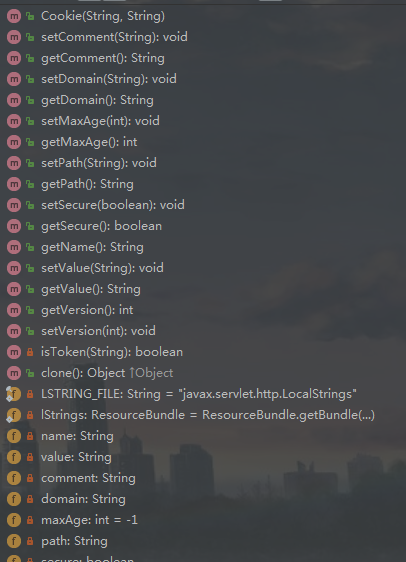 Cookie(String, String)
setComment(String): void
getComment(): String
setDomain(String): void
getDomain(): String
setMaxAge(int): void
getMaxAge(): int
setPath(String): void
getPath(): String
setSecure(boolean): void
getSecure(): boolean
getName(): String
setValue(String): void
getValue(): String
getVersion(): int
setVersion(int): void
isToken(String): boolean
clone(): Object ↑Object
LSTRING_FILE: String = "javax.servlet.http.LocalStrings"
lStrings: ResourceBundle = ResourceBundle.getBundle(...)
name: String
value: String
comment: String
domain: String
maxAge: int = -1
path: String
secure: boolean